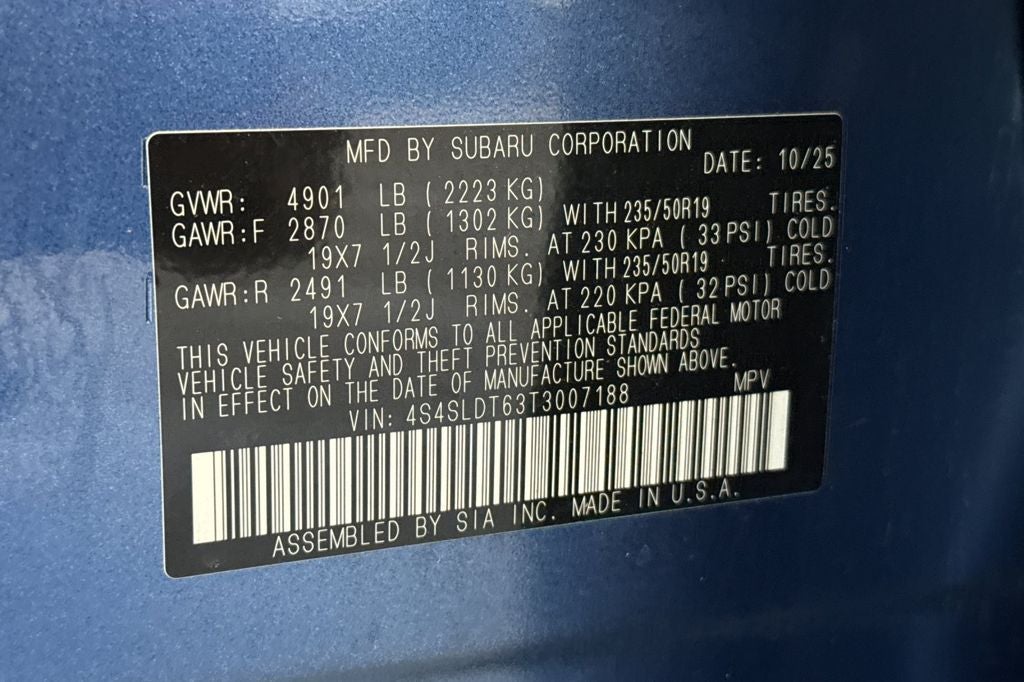 MFD BY SUBARU CORPORATION DATE: 10/25
GVWR: 4901 LB ( 2223 KG)
GAWR:F 2870 LB ( 1302 KG) WITH 235/50R19 TIRES.
19X7 1/2J RIMS. AT 230 KPA ( 33 PSI) COLD
GAWR:R 2491 LB ( 1130 KG) WITH 235/50R19 TIRES.
19X7 1/2J RIMS. AT 220 KPA ( 32 PSI) COLD
THIS VEHICLE CONFORMS TO ALL APPLICABLE FEDERAL MOTOR
VEHICLE SAFETY AND THEFT PREVENTION STANDARDS
IN EFFECT ON THE DATE OF MANUFACTURE SHOWN ABOVE.
VIN: 4S4SLDT63T3007188 MPV
ASSEMBLED BY SIA INC. MADE IN U.S.A.